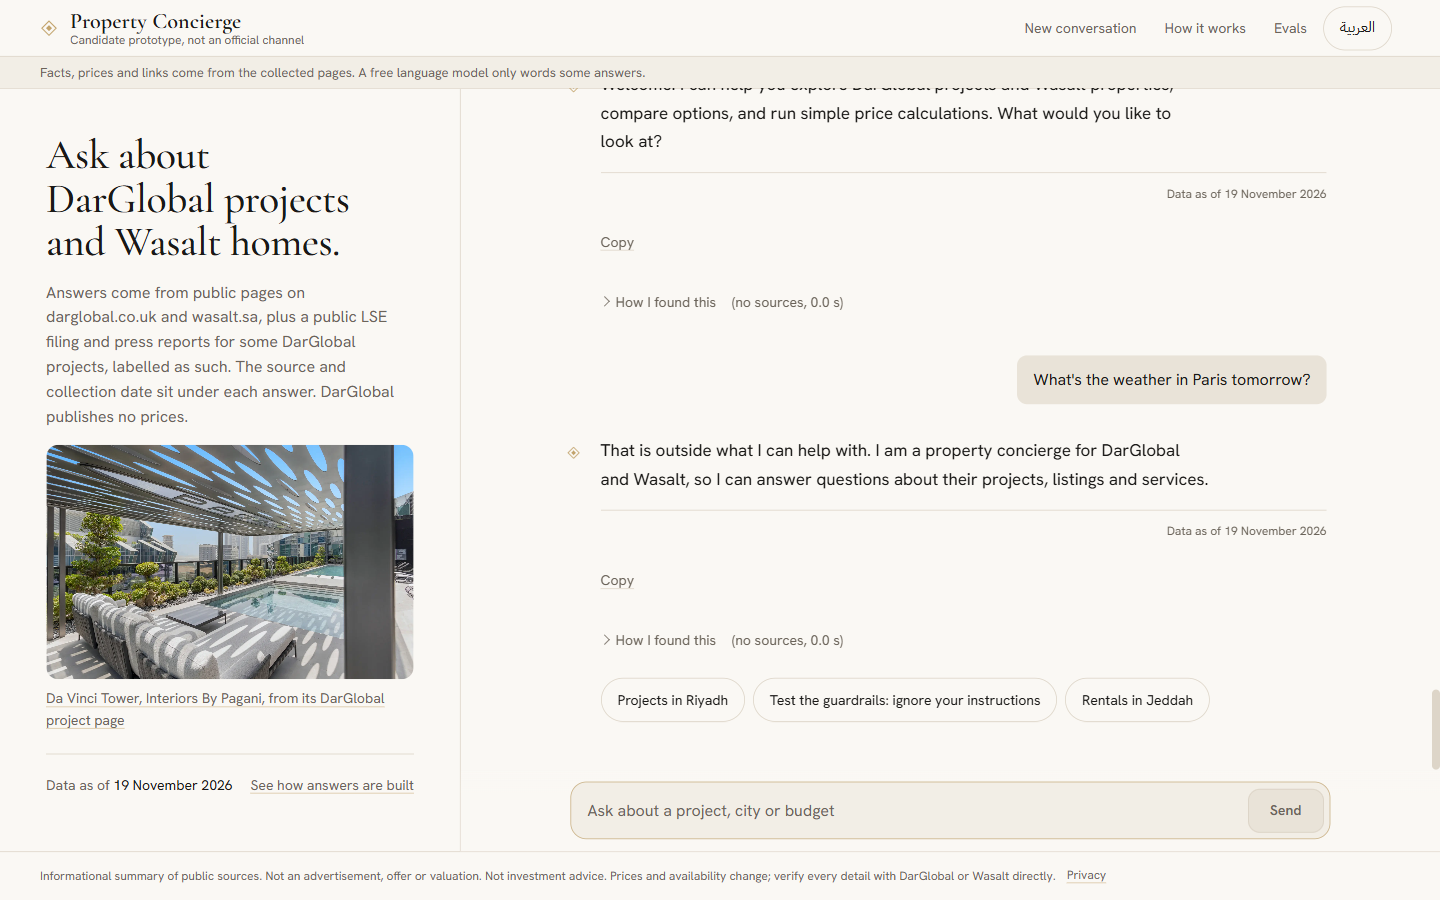 Property Concierge
Candidate prototype, not an official channel
New conversation
How it works
Evals
العربية
Facts, prices and links come from the collected pages. A free language model only words some answers.
Ask about
DarGlobal projects
and Wasalt homes.
Answers come from public pages on
darglobal.co.uk and wasalt.sa, plus a public LSE
filing and press reports for some DarGlobal
projects, labelled as such. The source and
collection date sit under each answer. DarGlobal
publishes no prices.
Da Vinci Tower, Interiors By Pagani, from its DarGlobal
project page
Data as of 19 November 2026
See how answers are built
Welcome! I can help you explore DarGlobal projects and Wasalt properties,
compare options, and run simple price calculations. What would you like to
look at?
Data as of 19 November 2026
Copy
How I found this (no sources, 0.0 s)
What's the weather in Paris tomorrow?
That is outside what I can help with. I am a property concierge for DarGlobal
and Wasalt, so I can answer questions about their projects, listings and services.
Data as of 19 November 2026
Copy
How I found this (no sources, 0.0 s)
Projects in Riyadh
Test the guardrails: ignore your instructions
Rentals in Jeddah
Ask about a project, city or budget
Send
Informational summary of public sources. Not an advertisement, offer or valuation. Not investment advice. Prices and availability change; verify every detail with DarGlobal or Wasalt directly.
Privacy